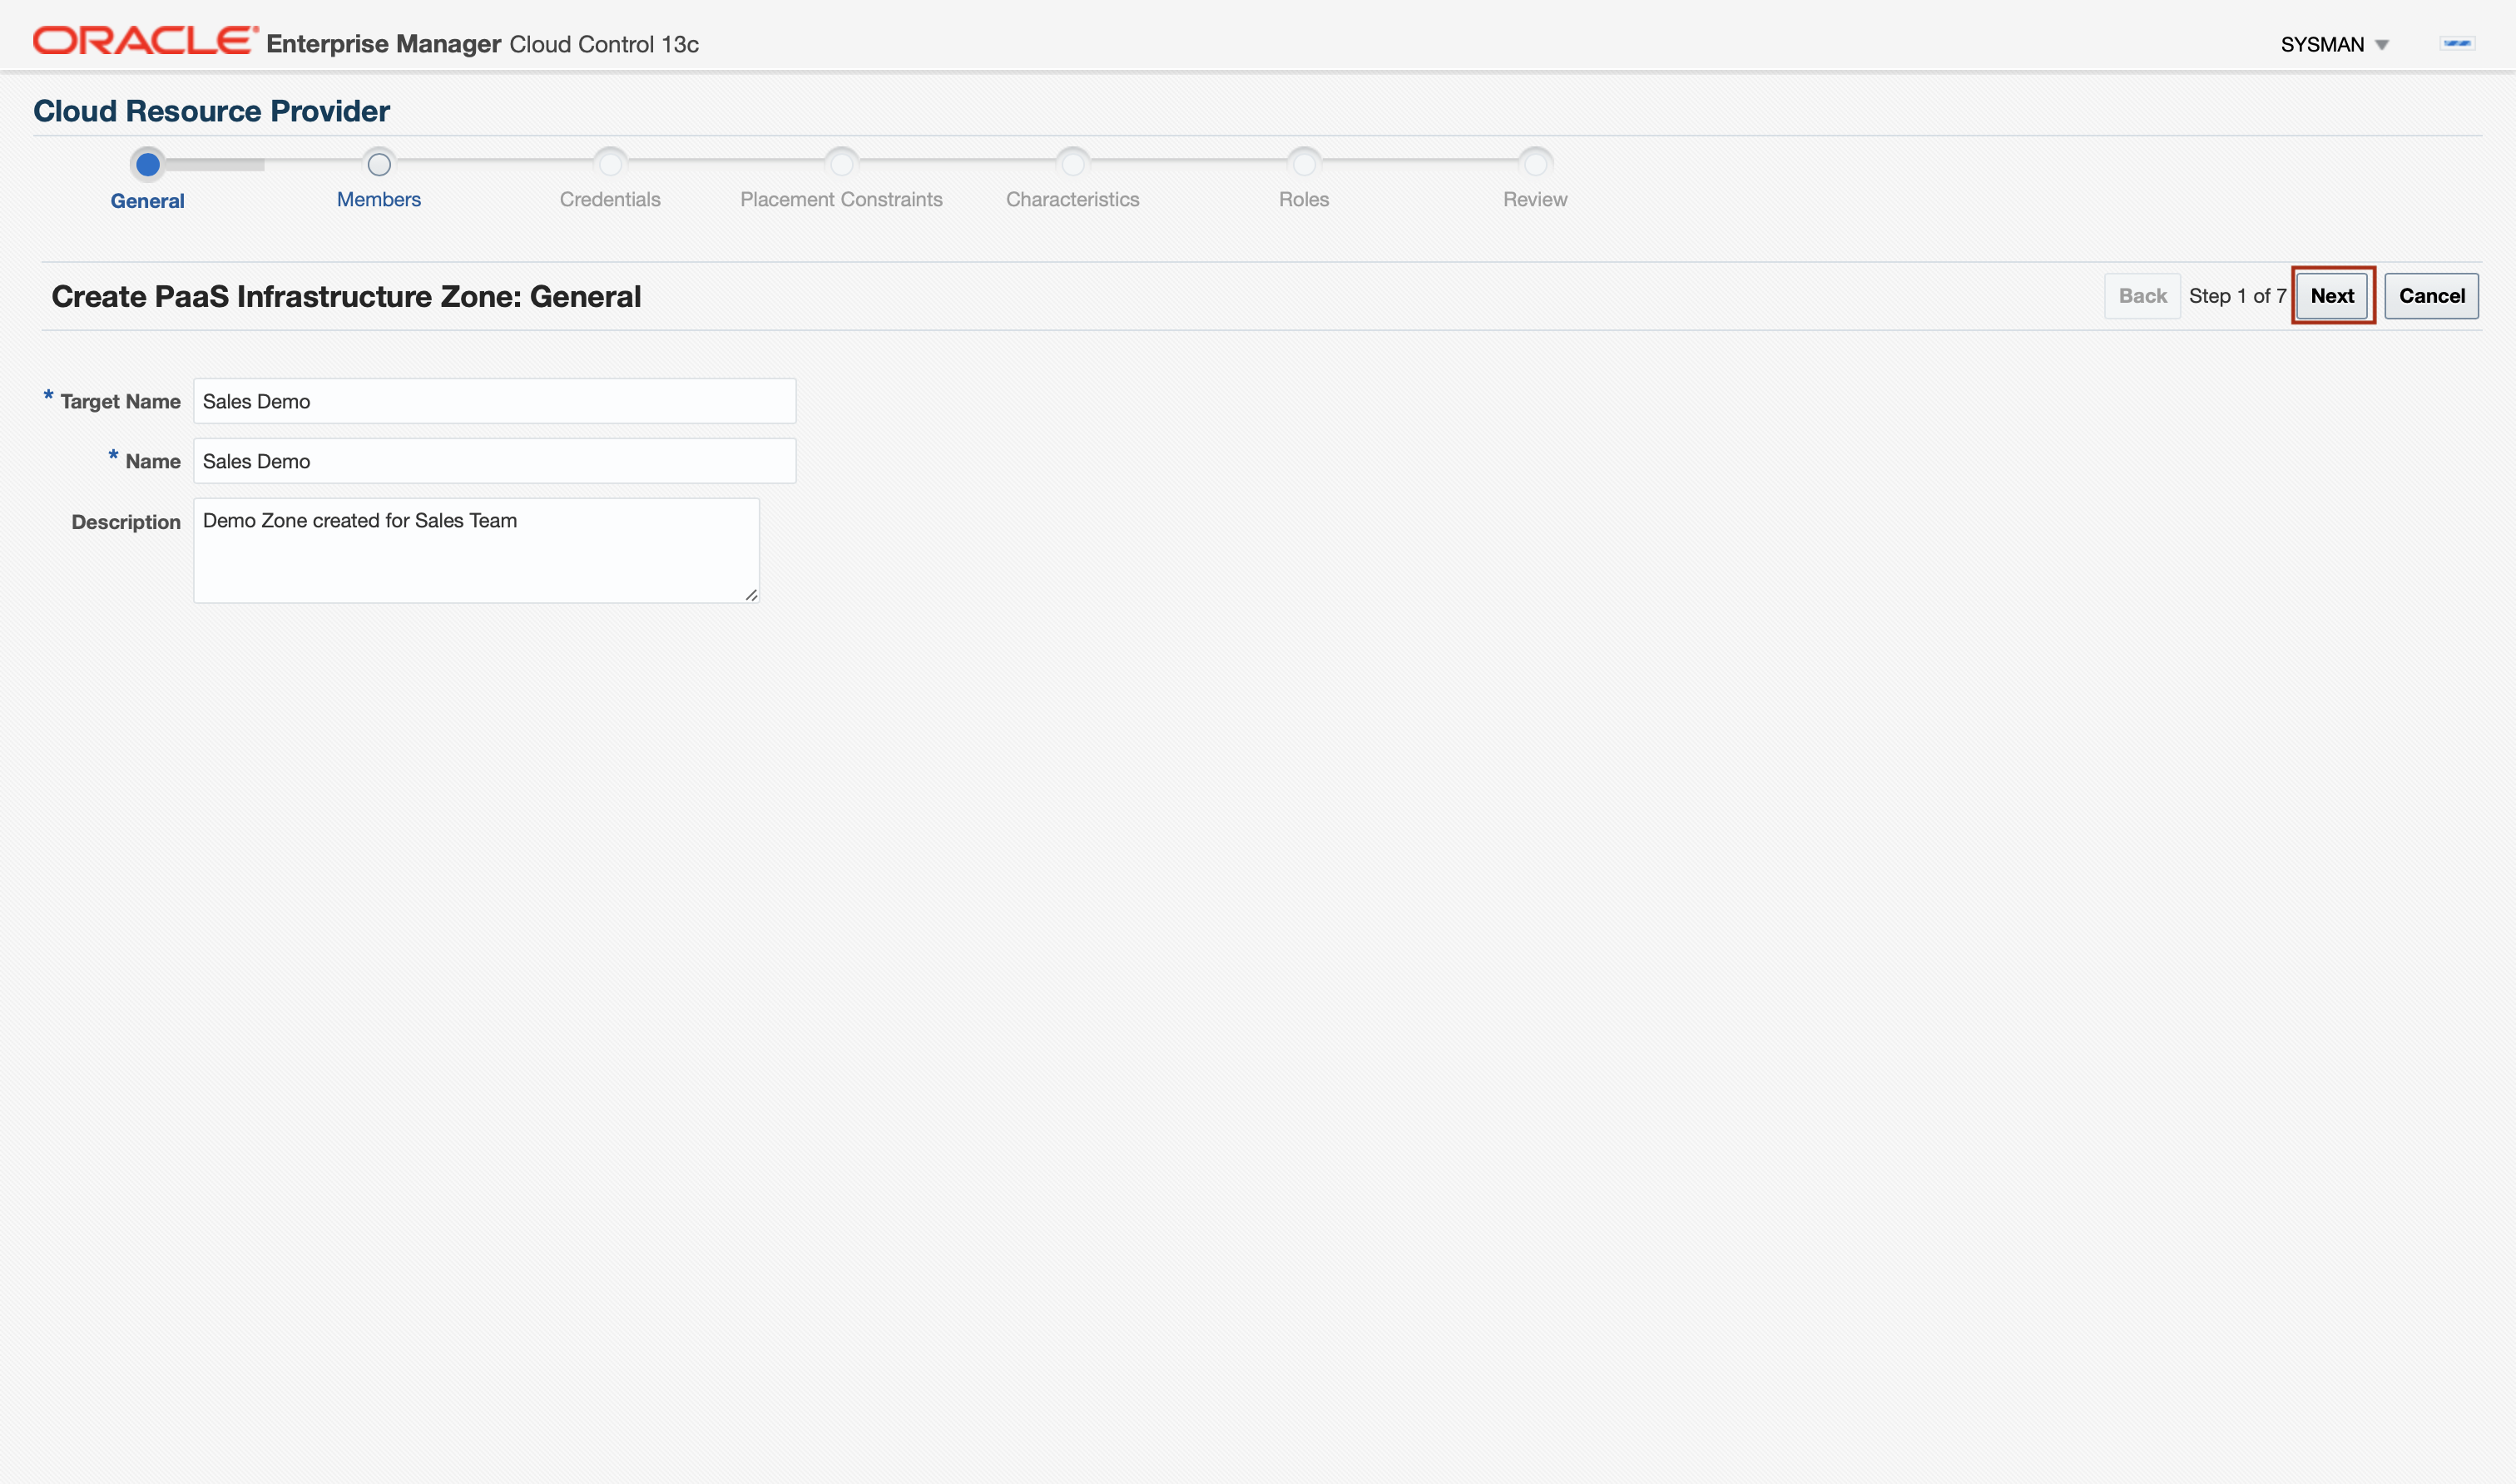 ORACLE Enterprise Manager Cloud Control 13c
SYSMAN
Cloud Resource Provider
General
Members
Credentials
Placement Constraints
Characteristics
Roles
Review
Create PaaS Infrastructure Zone: General
Back Step 1 of 7 Next Cancel
* Target Name Sales Demo
* Name Sales Demo
Description Demo Zone created for Sales Team